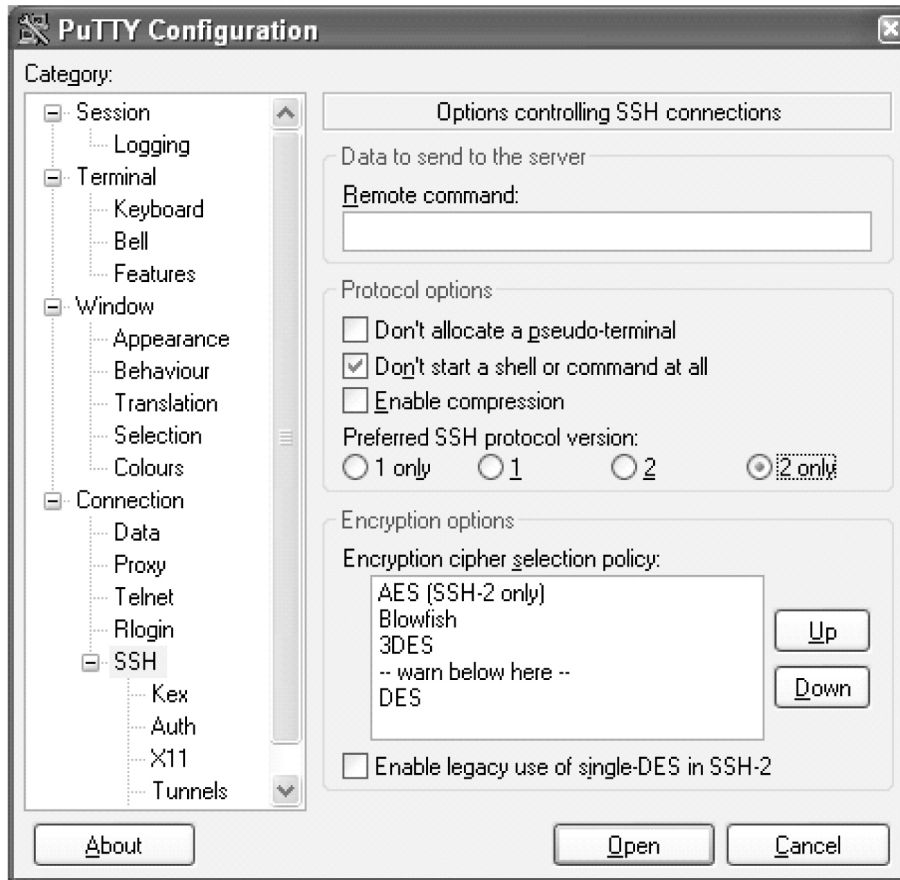 PuTTY Configuration
Category:
Session
Logging
Terminal
Keyboard
Bell
Features
Window
Appearance
Behaviour
Translation
Selection
Colours
Connection
Data
Proxy
Telnet
Rlogin
SSH
Kex
Auth
X11
Tunnels
Options controlling SSH connections
Data to send to the server
Remote command:
Protocol options
Don't allocate a pseudo-terminal
Don't start a shell or command at all
Enable compression
Preferred SSH protocol version:
1 only 1 2 2 only
Encryption options
Encryption cipher selection policy:
AES (SSH-2 only)
Blowfish
3DES
-- warn below here --
DES
Up
Down
Enable legacy use of single-DES in SSH-2
About Open Cancel